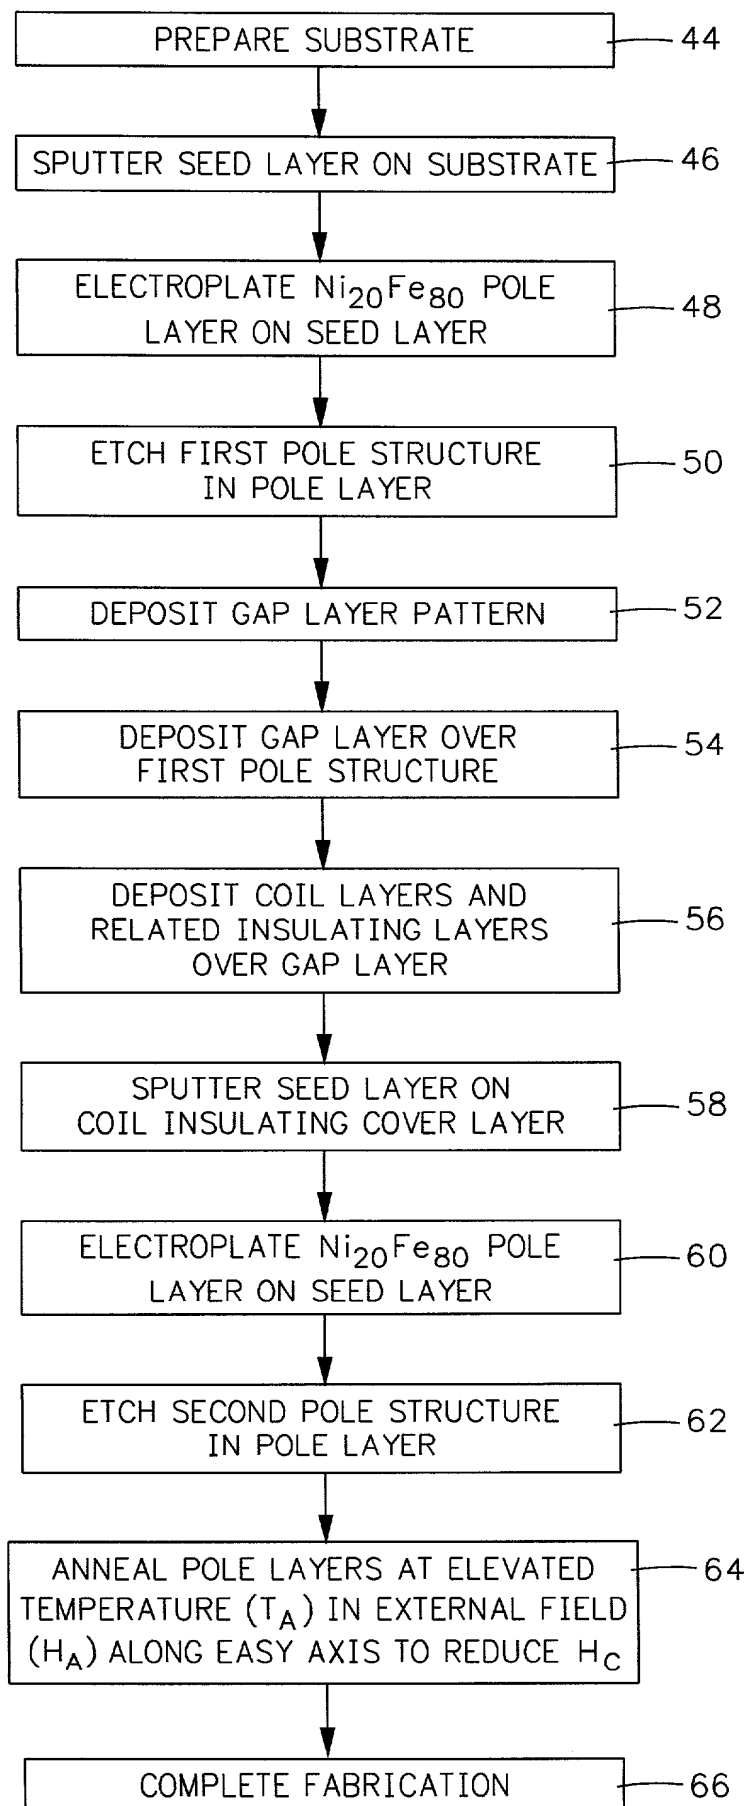 PREPARE SUBSTRATE 44
SPUTTER SEED LAYER ON SUBSTRATE 46
ELECTROPLATE Ni20Fe80 POLE
LAYER ON SEED LAYER 48
ETCH FIRST POLE STRUCTURE
IN POLE LAYER 50
DEPOSIT GAP LAYER PATTERN 52
DEPOSIT GAP LAYER OVER
FIRST POLE STRUCTURE 54
DEPOSIT COIL LAYERS AND
RELATED INSULATING LAYERS 56
OVER GAP LAYER
SPUTTER SEED LAYER ON
COIL INSULATING COVER LAYER 58
ELECTROPLATE Ni20Fe80 POLE
LAYER ON SEED LAYER 60
ETCH SECOND POLE STRUCTURE
IN POLE LAYER 62
ANNEAL POLE LAYERS AT ELEVATED 64
TEMPERATURE (TA) IN EXTERNAL FIELD
(HA) ALONG EASY AXIS TO REDUCE HC
COMPLETE FABRICATION 66